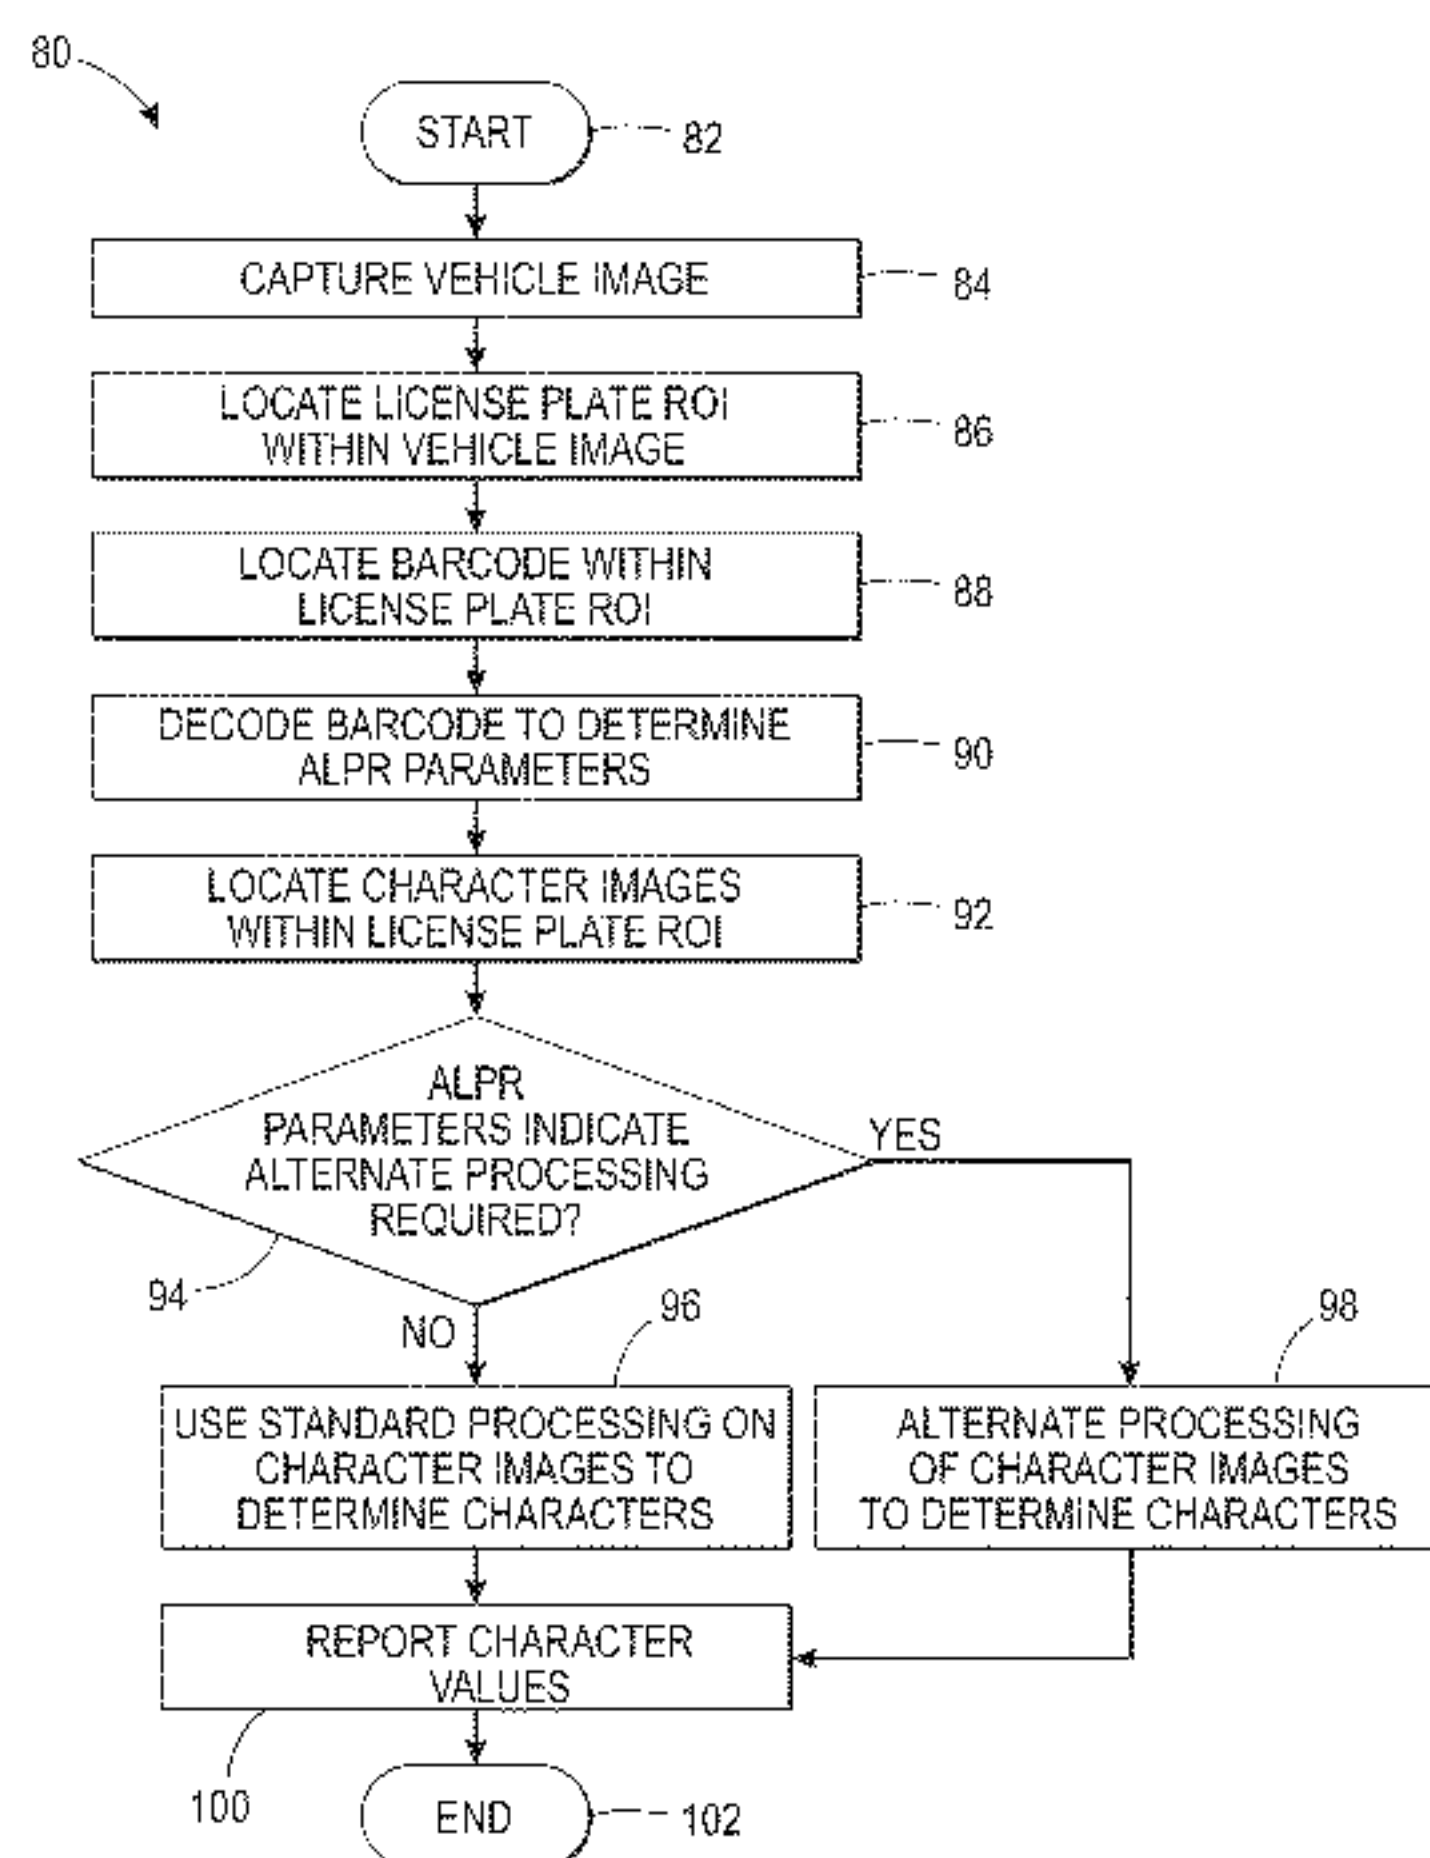 80
START
82
CAPTURE VEHICLE IMAGE
84
LOCATE LICENSE PLATE ROI
WITHIN VEHICLE IMAGE
86
LOCATE BARCODE WITHIN
LICENSE PLATE ROI
88
DECODE BARCODE TO DETERMINE
ALPR PARAMETERS
90
LOCATE CHARACTER IMAGES
WITHIN LICENSE PLATE ROI
92
ALPR
PARAMETERS INDICATE
ALTERNATE PROCESSING
REQUIRED?
YES
94
NO
96
98
USE STANDARD PROCESSING ON
CHARACTER IMAGES TO
DETERMINE CHARACTERS
ALTERNATE PROCESSING
OF CHARACTER IMAGES
TO DETERMINE CHARACTERS
REPORT CHARACTER
VALUES
100
END
102